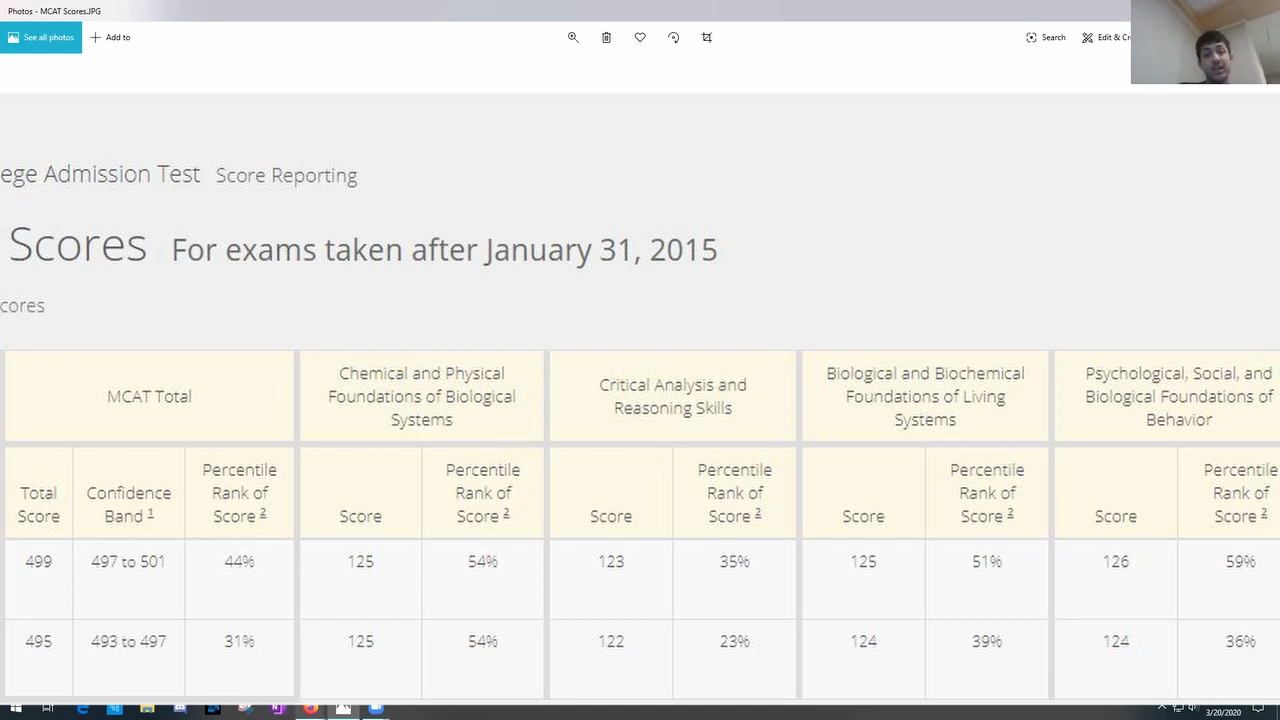 Photos - MCAT Scores.JPG
See all photos
Add to
Search
Edit & Cr
ege Admission Test Score Reporting
Scores For exams taken after January 31, 2015
cores
MCAT Total
Chemical and Physical
Foundations of Biological
Systems
Critical Analysis and
Reasoning Skills
Biological and Biochemical
Foundations of Living
Systems
Psychological, Social, and
Biological Foundations of
Behavior
Total
Score
Confidence
Band 1
Percentile
Rank of
Score 2
Score
Percentile
Rank of
Score 2
Score
Percentile
Rank of
Score 2
Score
Percentile
Rank of
Score 2
Score
Percentile
Rank of
Score 2
499 497 to 501 44% 125 54% 123 35% 125 51% 126 59%
495 493 to 497 31% 125 54% 122 23% 124 39% 124 36%
3/20/2020